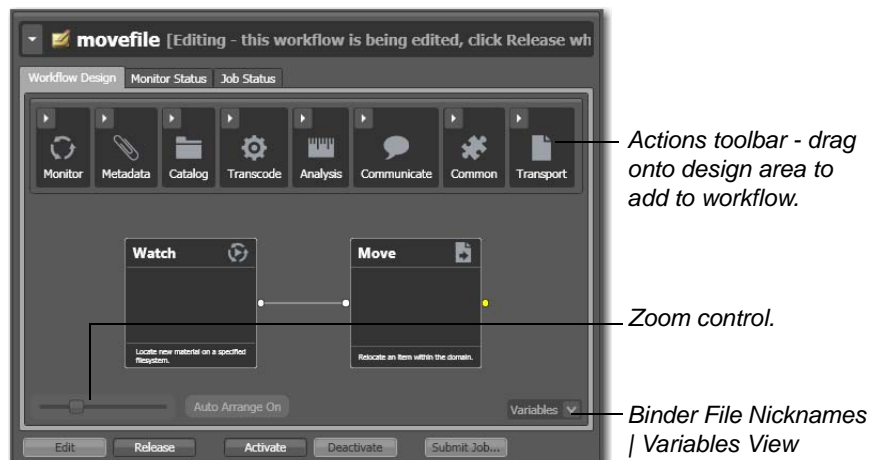 movefile [Editing - this workflow is being edited, click Release wh
Workflow Design Monitor Status Job Status
Monitor Metadata Catalog Transcode Analysis Communicate Common Transport
Actions toolbar - drag
onto design area to
add to workflow.
Watch Move
Locate new material on a specified
filesystem.
Relocate an item within the domain.
Zoom control.
Auto Arrange On
Variables
Binder File Nicknames
| Variables View
Edit Release Activate Deactivate Submit Job...